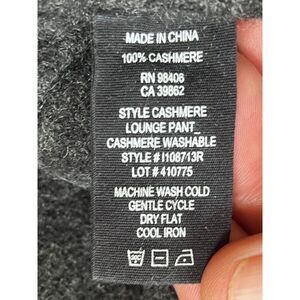 MADE IN CHINA
100% CASHMERE
RN 98408
CA 39862
STYLE CASHMERE
LOUNGE PANT_
CASHMERE WASHABLE
STYLE # I108713R
LOT # 410775
MACHINE WASH COLD
GENTLE CYCLE
DRY FLAT
COOL IRON